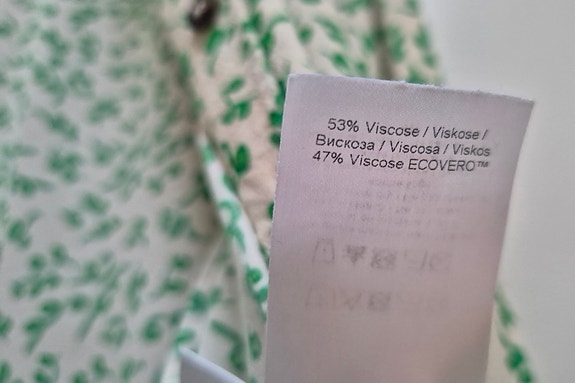 53% Viscose / Viskose /
Вискоза / Viscosa / Viskos
47% Viscose ECOVERO™